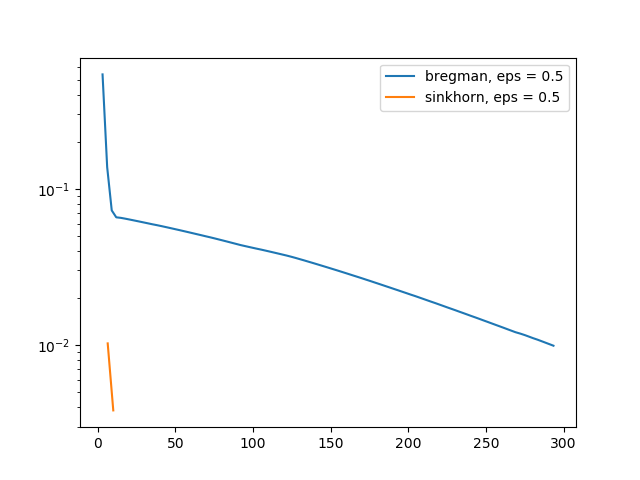 bregman, eps = 0.5
sinkhorn, eps = 0.5
10⁻¹
10⁻²
0 50 100 150 200 250 300